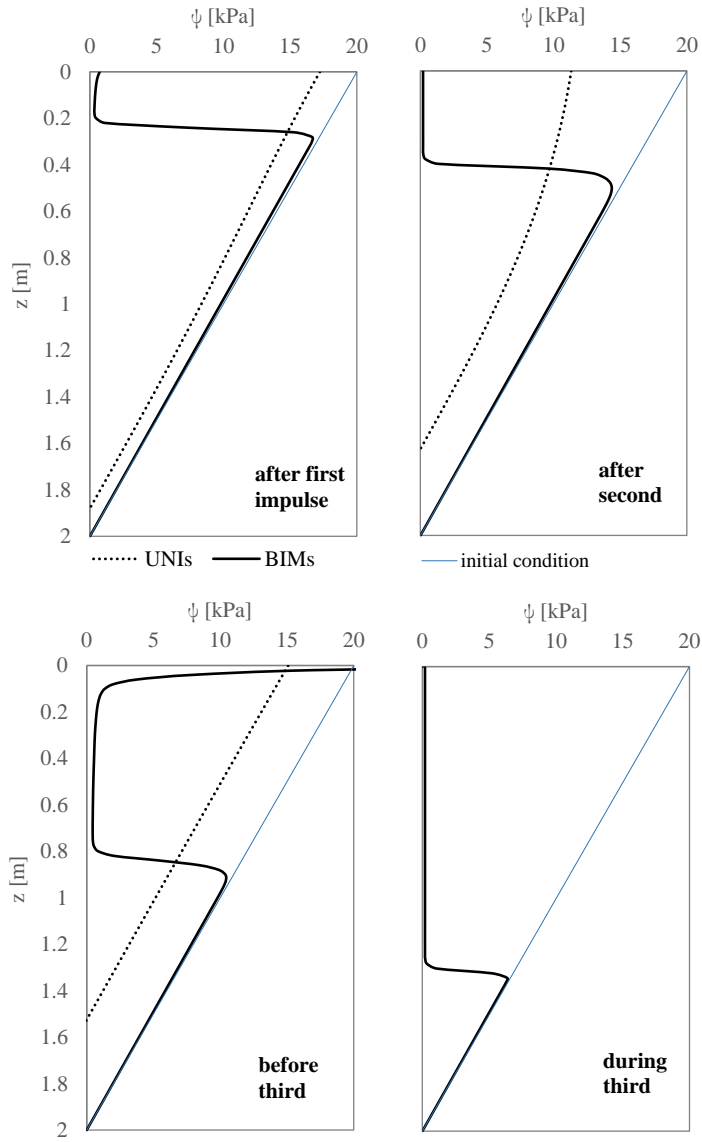 ψ [kPa]
0 5 10 15 20
ψ [kPa]
0 5 10 15 20
z [m]
0
0.2
0.4
0.6
0.8
1
1.2
1.4
1.6
1.8
2
after first
impulse
after
second
UNIs BIMs initial condition
ψ [kPa]
0 5 10 15 20
ψ [kPa]
0 5 10 15 20
z [m]
0
0.2
0.4
0.6
0.8
1
1.2
1.4
1.6
1.8
2
before
third
during
third